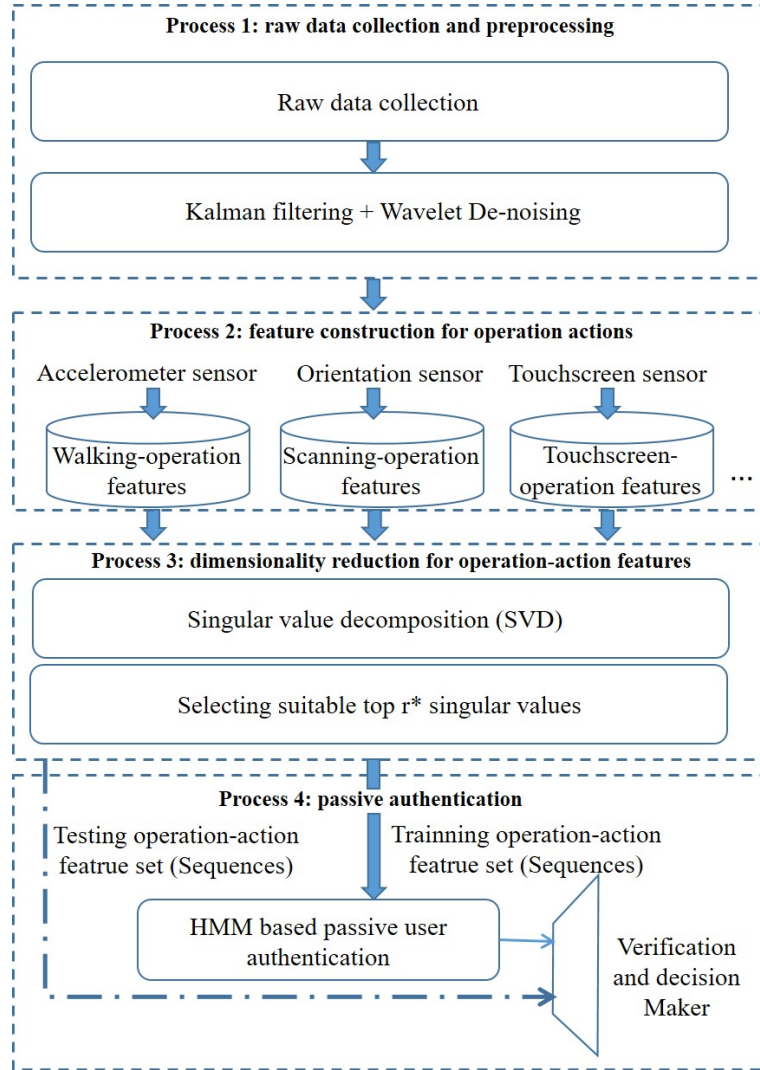 Process 1: raw data collection and preprocessing
Raw data collection
Kalman filtering + Wavelet De-noising
Process 2: feature construction for operation actions
Accelerometer sensor
Orientation sensor
Touchscreen sensor
Walking-operation
features
Scanning-operation
features
Touchscreen-
operation features
...
Process 3: dimensionality reduction for operation-action features
Singular value decomposition (SVD)
Selecting suitable top r* singular values
Process 4: passive authentication
Testing operation-action
featrue set (Sequences)
Trainning operation-action
featrue set (Sequences)
HMM based passive user
authentication
Verification
and decision
Maker